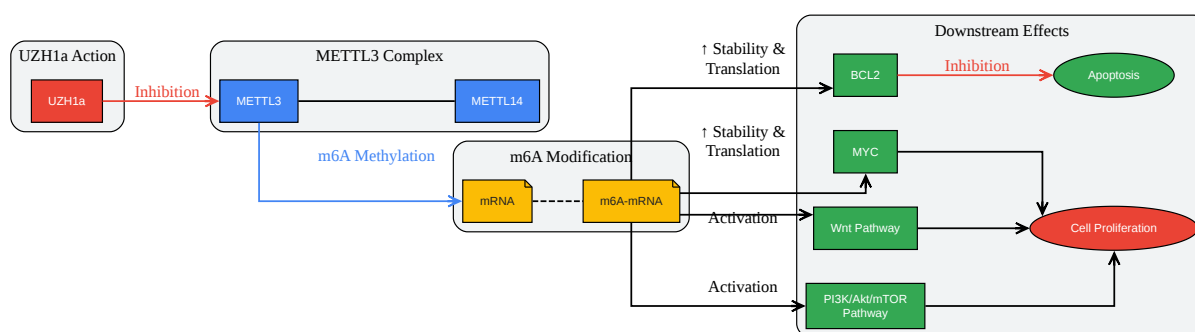 UZH1a Action
UZH1a
Inhibition
METTL3 Complex
METTL3
METTL14
m6A Methylation
m6A Modification
mRNA
m6A-mRNA
↑ Stability &
Translation
↑ Stability &
Translation
Activation
Activation
Downstream Effects
BCL2
Inhibition
Apoptosis
MYC
Wnt Pathway
Cell Proliferation
PI3K/Akt/mTOR
Pathway